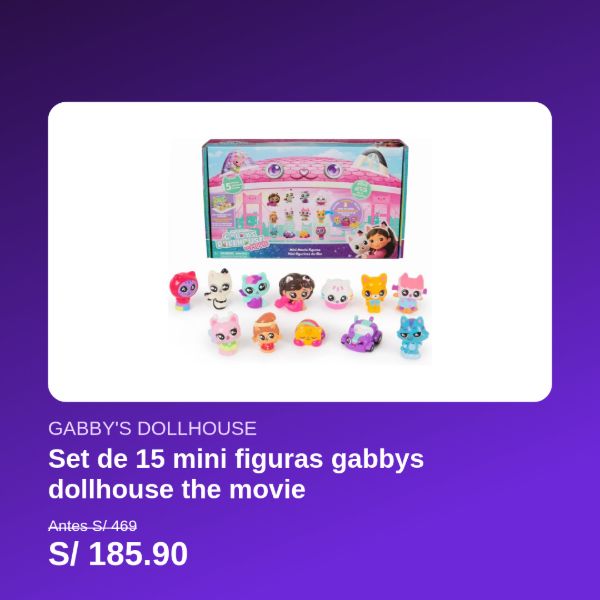 GABBY'S DOLLHOUSE
Set de 15 mini figuras gabbys
dollhouse the movie
Antes S/ 469
S/ 185.90